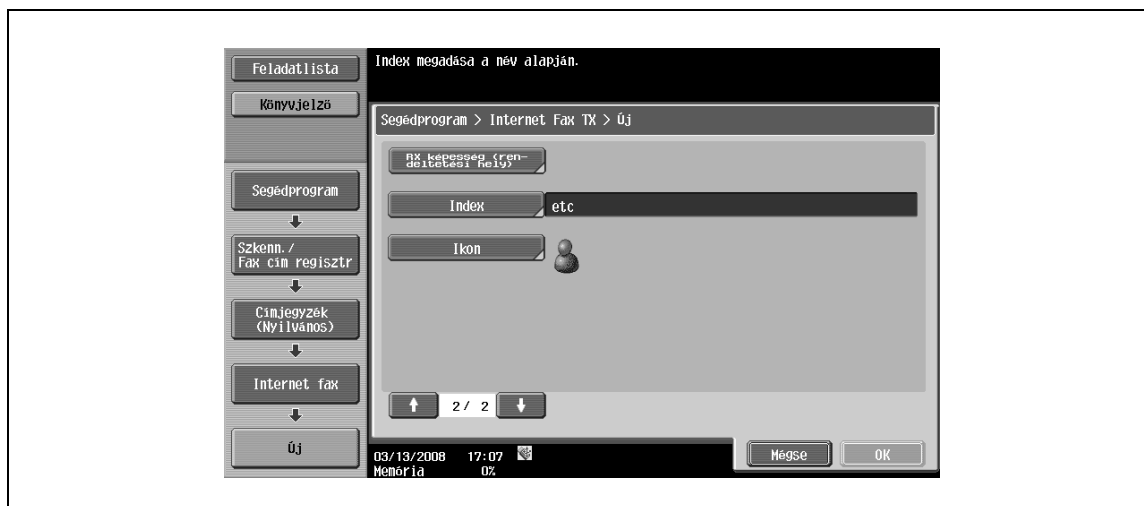 Index megadása a név alapján.
Feladatlista
Könyvjelző
Segédprogram > Internet Fax TX > Új
RX képesség (ren-
deltetési hely)
Index etc
Ikon
Segédprogram
Szkenn./
Fax cím regisztr
Címjegyzék
(Nyilvános)
Internet fax
Új
2/ 2
03/13/2008 17:07
Memória 0%
Mégse OK